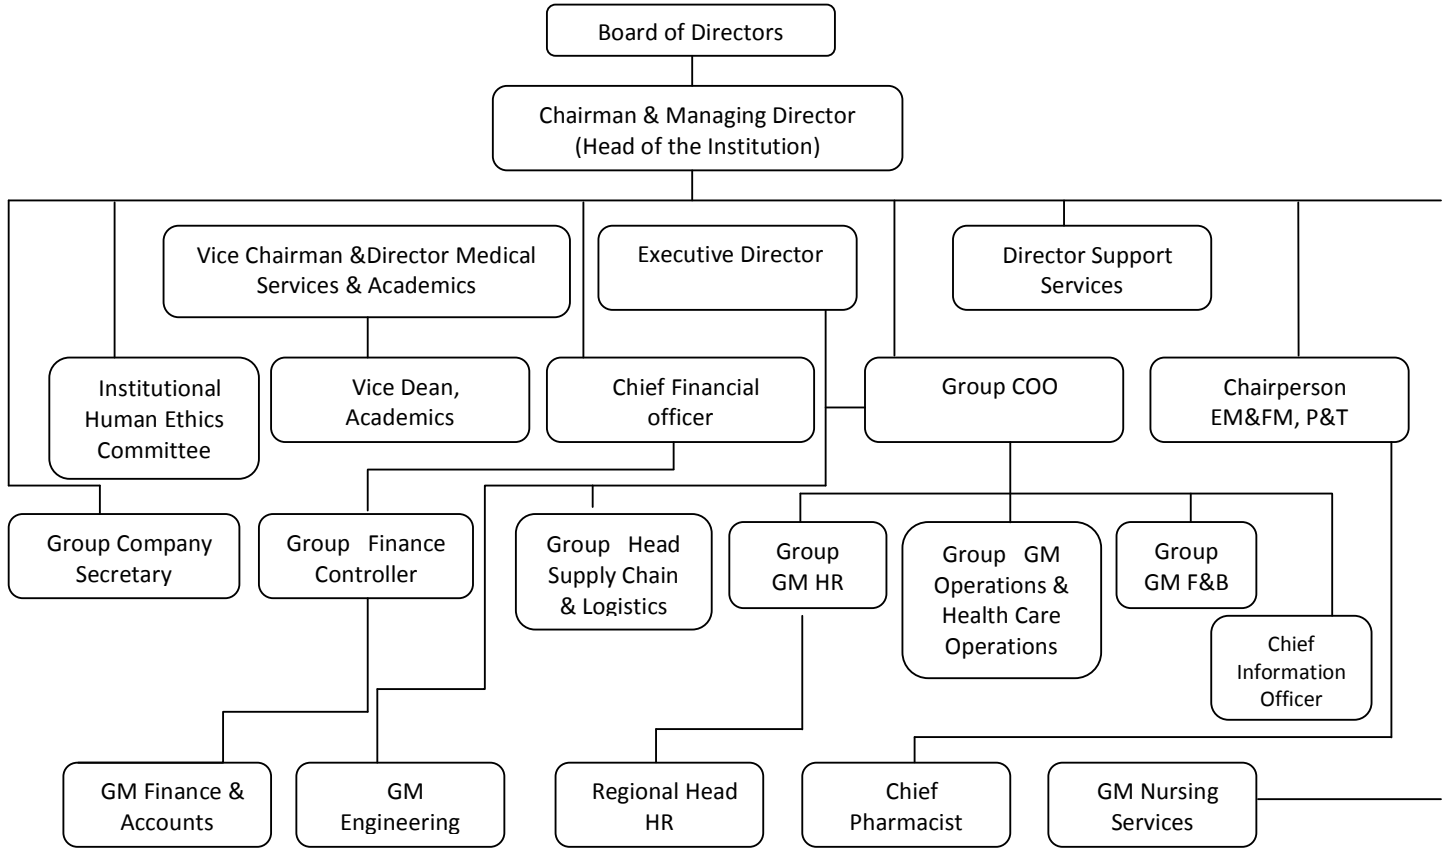 Board of Directors
Chairman & Managing Director
(Head of the Institution)
Vice Chairman &Director Medical
Services & Academics
Executive Director
Director Support
Services
Institutional
Human Ethics
Committee
Vice Dean,
Academics
Chief Financial
officer
Group COO
Chairperson
EM&FM, P&T
Group Company
Secretary
Group Finance
Controller
Group Head
Supply Chain
& Logistics
Group
GM HR
Group GM
Operations &
Health Care
Operations
Group
GM F&B
Chief
Information
Officer
GM Finance &
Accounts
GM
Engineering
Regional Head
HR
Chief
Pharmacist
GM Nursing
Services